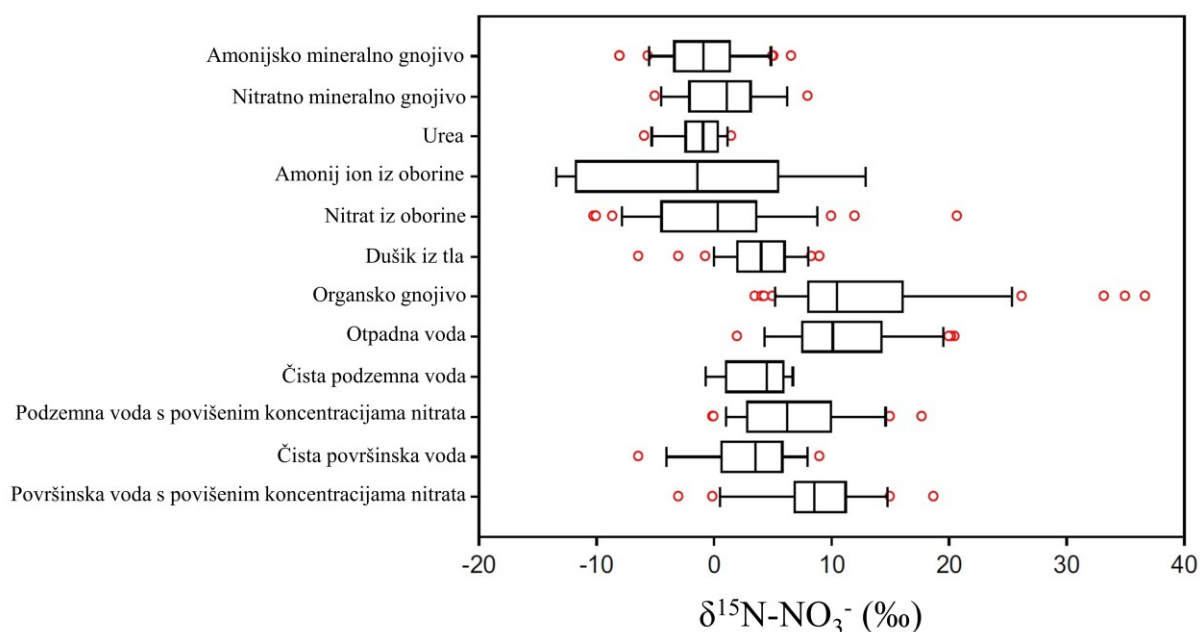 Amonijsko mineralno gnojivo
Nitratno mineralno gnojivo
Urea
Amonij ion iz oborine
Nitrat iz oborine
Dušik iz tla
Organsko gnojivo
Otpadna voda
Čista podzemna voda
Podzemna voda s povišenim koncentracijama nitrata
Čista površinska voda
Površinska voda s povišenim koncentracijama nitrata
-20 -10 0 10 20 30 40
δ¹⁵N-NO₃⁻ (‰)